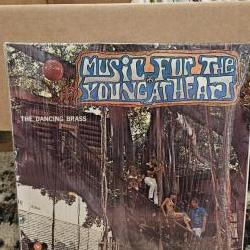 MUSIC FOR THE
YOUNG AT HEART
THE DANCING BRASS